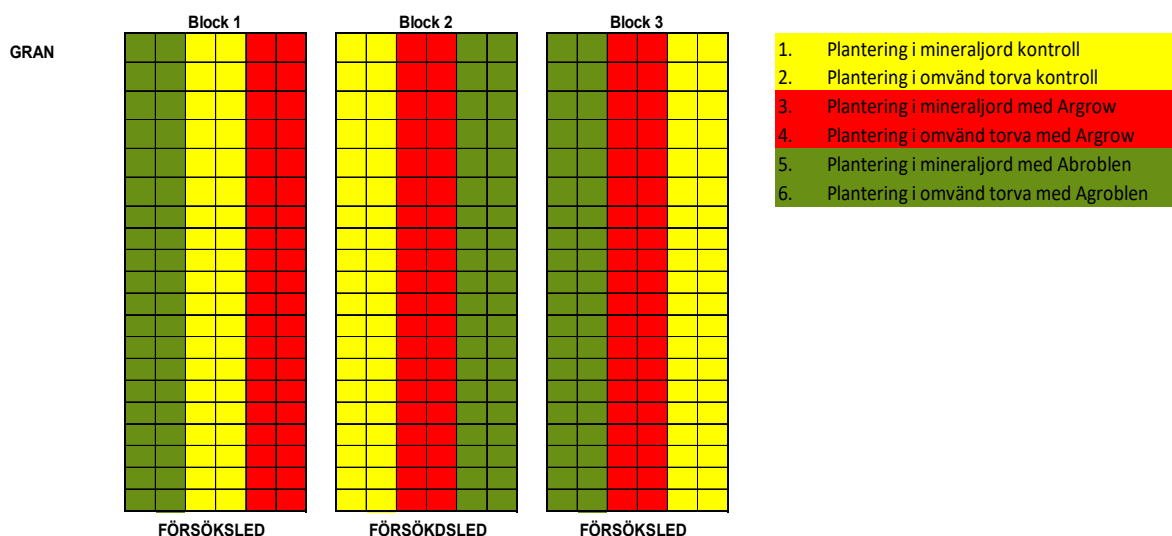 Block 1 Block 2 Block 3
GRAN
1. Plantering i mineraljord kontroll
2. Plantering i omvänd torva kontroll
3. Plantering i mineraljord med Argrow
4. Plantering i omvänd torva med Argrow
5. Plantering i mineraljord med Abroblen
6. Plantering i omvänd torva med Agroblen
FÖRSÖKSLED FÖRSÖKDSLED FÖRSÖKSLED